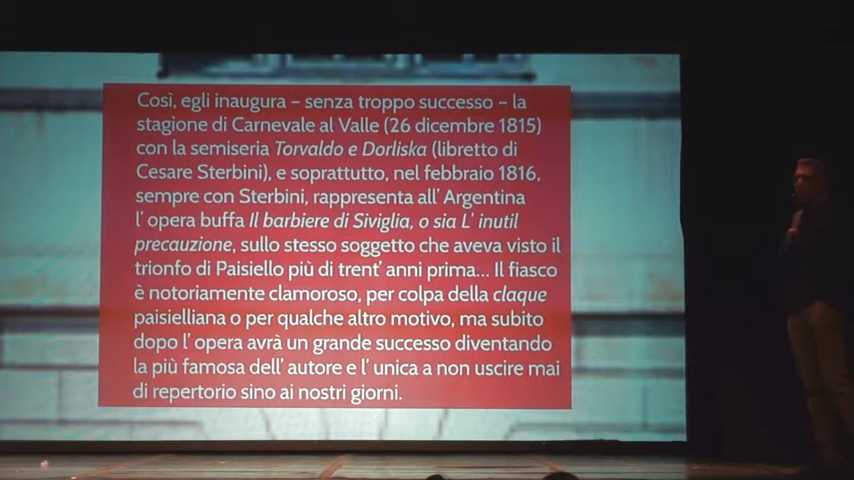 Così, egli inaugura – senza troppo successo – la
stagione di Carnevale al Valle (26 dicembre 1815)
con la semiseria Torvaldo e Dorliska (libretto di
Cesare Sterbini), e soprattutto, nel febbraio 1816,
sempre con Sterbini, rappresenta all’ Argentina
l’ opera buffa Il barbiere di Siviglia, o sia L’ inutil
precauzione, sullo stesso soggetto che aveva visto il
trionfo di Paisiello più di trent’ anni prima... Il fiasco
è notoriamente clamoroso, per colpa della claque
paisielliana o per qualche altro motivo, ma subito
dopo l’ opera avrà un grande successo diventando
la più famosa dell’ autore e l’ unica a non uscire mai
di repertorio sino ai nostri giorni.